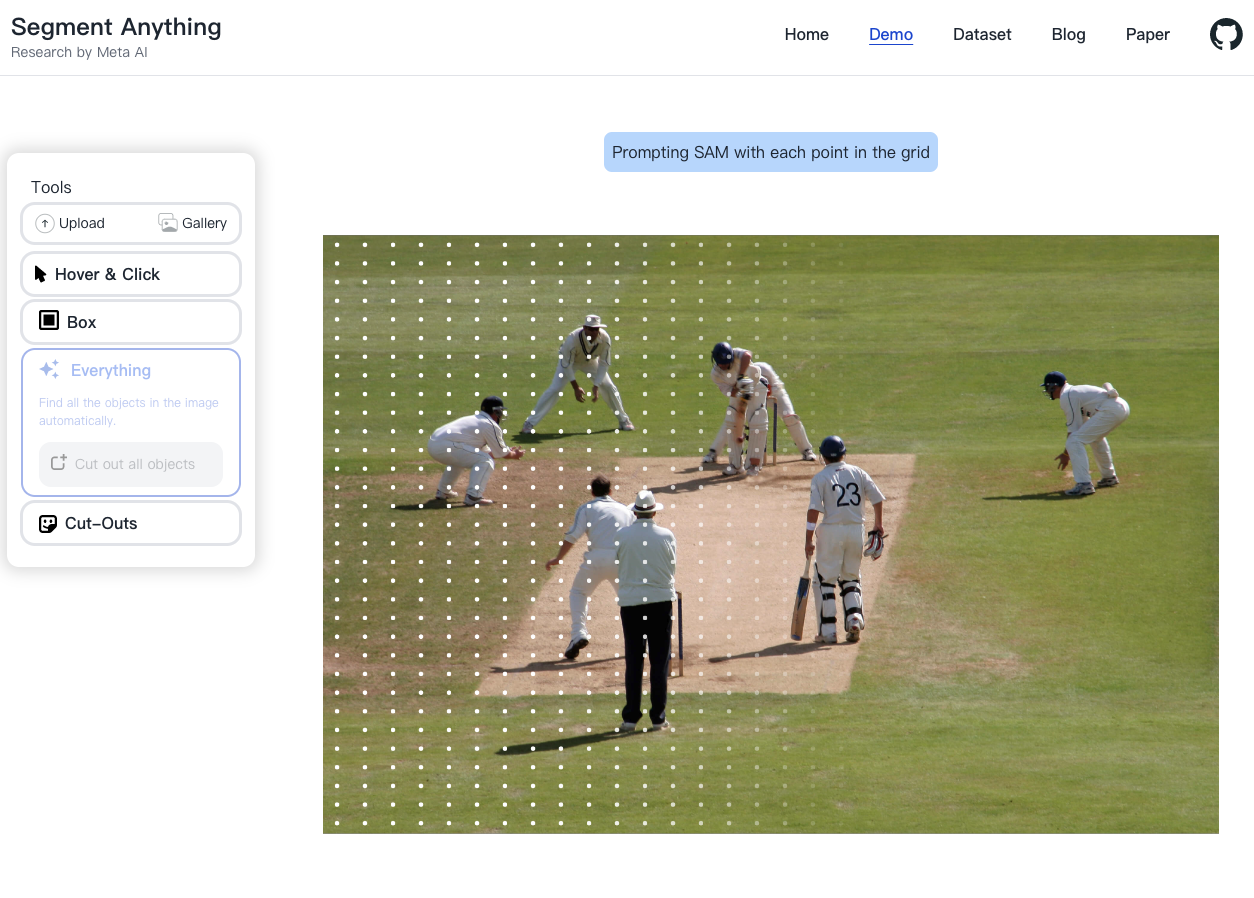 Segment Anything
Research by Meta AI
Home Demo Dataset Blog Paper
Prompting SAM with each point in the grid
Tools
Upload Gallery
Hover & Click
Box
Everything
Find all the objects in the image
automatically.
Cut out all objects
Cut-Outs
23